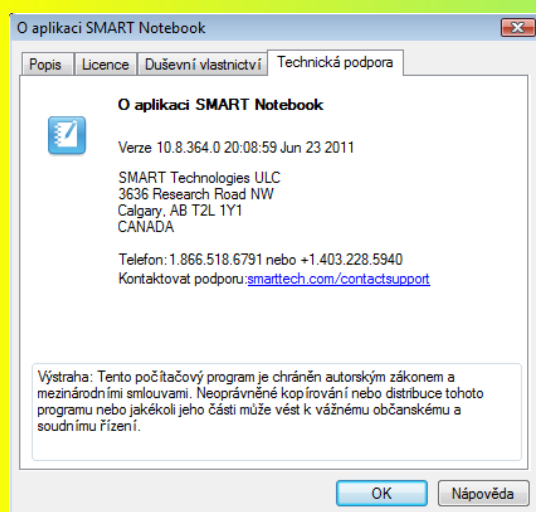 O aplikaci SMART Notebook
Popis
Licence
Duševní vlastnictví
Technická podpora
O aplikaci SMART Notebook
Verze 10.8.364.0 20:08:59 Jun 23 2011
SMART Technologies ULC
3636 Research Road NW
Calgary, AB T2L 1Y1
CANADA
Telefon: 1.866.518.6791 nebo +1.403.228.5940
Kontaktovat podporu:smarttech.com/contactsupport
Výstraha: Tento počítačový program je chráněn autorským zákonem a
mezinárodními smlouvami. Neoprávněné kopírování nebo distribuce tohoto
programu nebo jakékoli jeho části může vést k vážnému občanskému a
soudnímu řízení.
OK
Nápověda